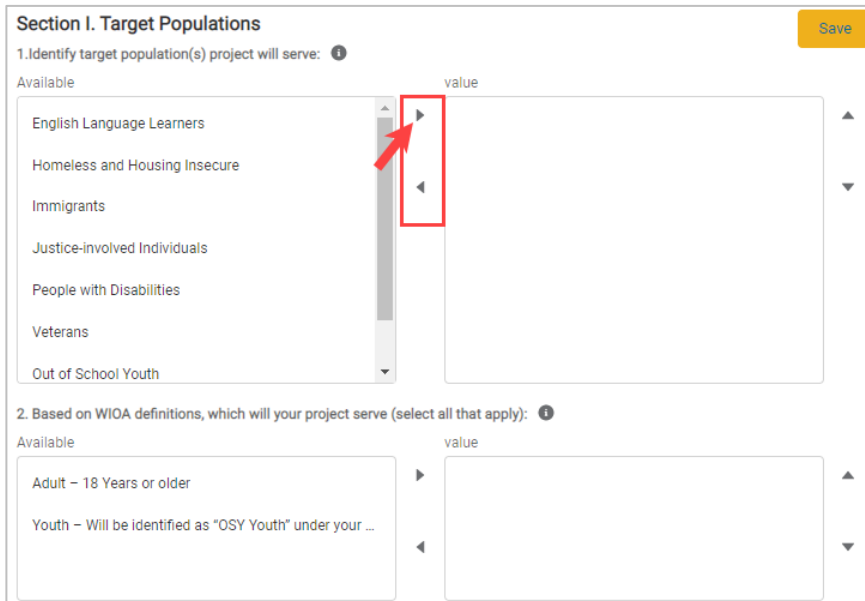 Section I. Target Populations
Save
1.Identify target population(s) project will serve:
Available
value
English Language Learners
Homeless and Housing Insecure
Immigrants
Justice-involved Individuals
People with Disabilities
Veterans
Out of School Youth
2. Based on WIOA definitions, which will your project serve (select all that apply):
Available
value
Adult – 18 Years or older
Youth – Will be identified as “OSY Youth” under your ...